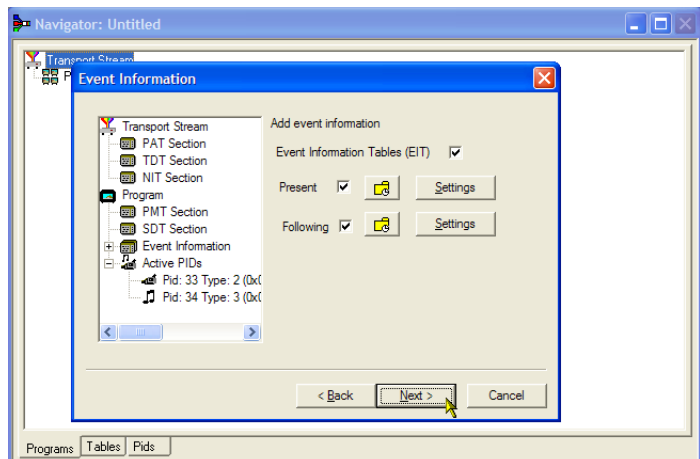 Navigator: Untitled
Transport Stream
P
Event Information
Transport Stream
PAT Section
TDT Section
NIT Section
Program
PMT Section
SDT Section
Event Information
Active PIDs
Pid: 33 Type: 2 (0x0
Pid: 34 Type: 3 (0x0
Add event information
Event Information Tables (EIT)
Present Settings
Following Settings
< Back Next > Cancel
Programs Tables Pids